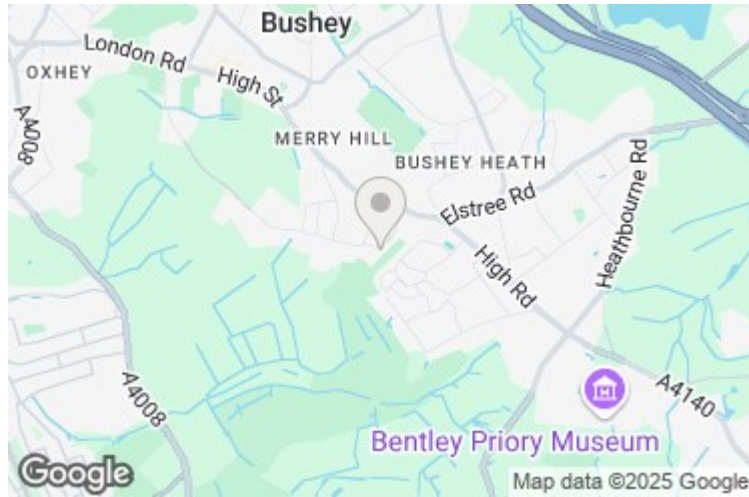 Bushey
London Rd
OXHEY
High St
A4008
MERRY HILL
BUSHEY HEATH
Elstree Rd
Heathbourne Rd
High Rd
A4008
A4140
Bentley Priory Museum
Google
Map data ©2025 Google